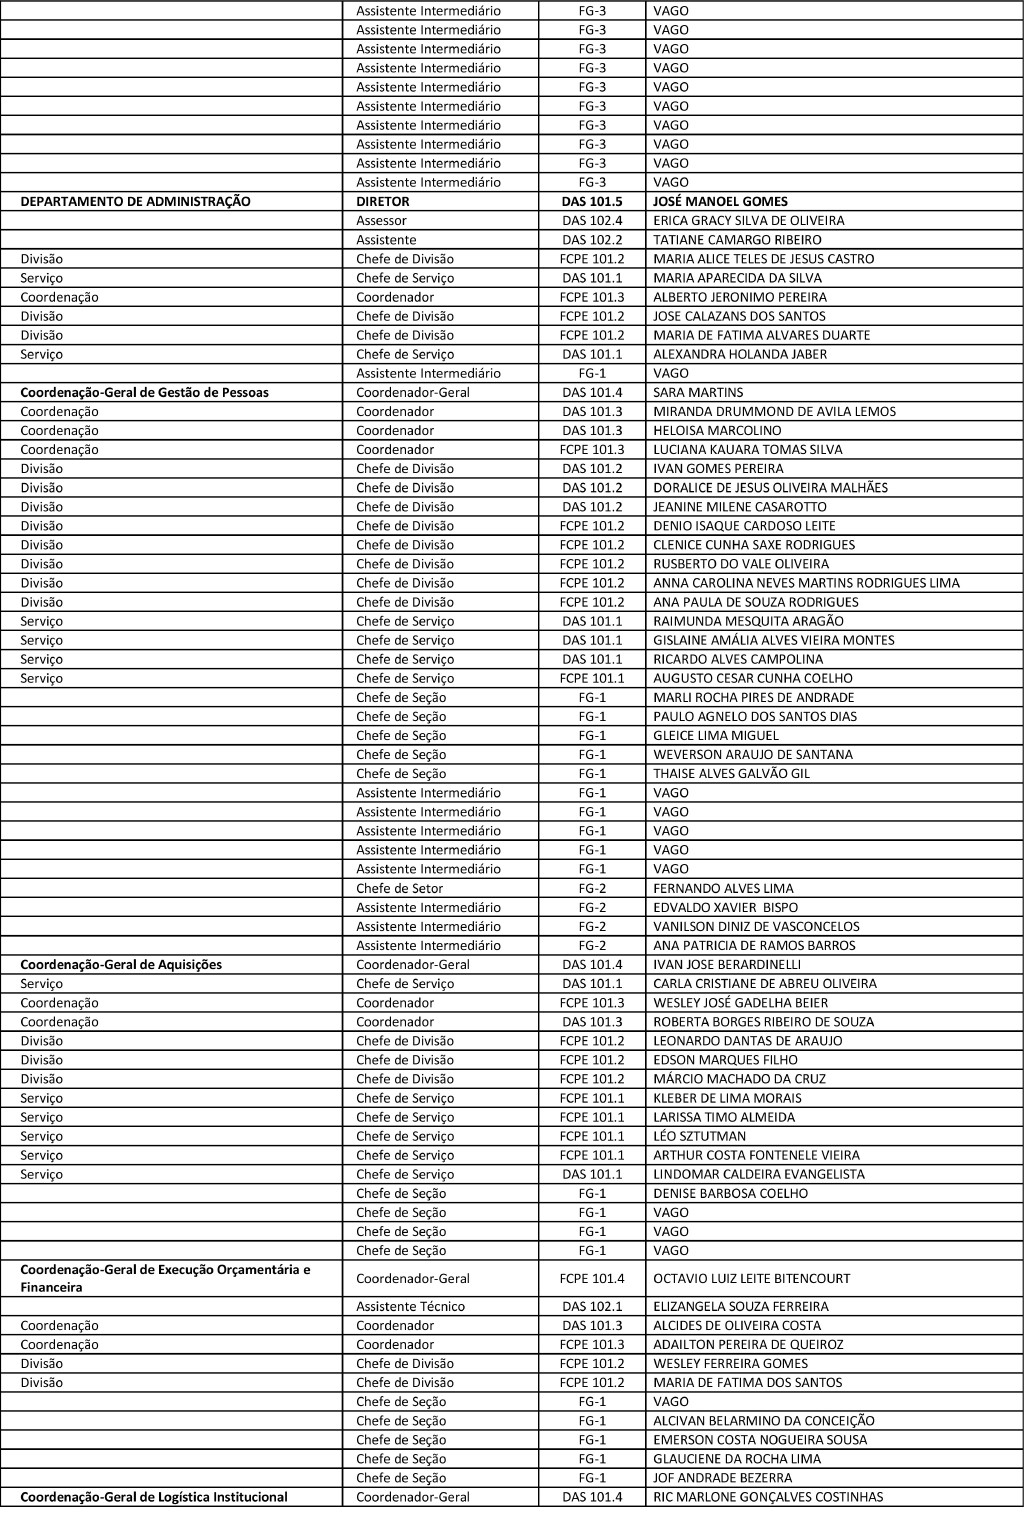 Assistente Intermediário FG-3 VAGO
Assistente Intermediário FG-3 VAGO
Assistente Intermediário FG-3 VAGO
Assistente Intermediário FG-3 VAGO
Assistente Intermediário FG-3 VAGO
Assistente Intermediário FG-3 VAGO
Assistente Intermediário FG-3 VAGO
Assistente Intermediário FG-3 VAGO
Assistente Intermediário FG-3 VAGO
Assistente Intermediário FG-3 VAGO
DEPARTAMENTO DE ADMINISTRAÇÃO DIRETOR DAS 101.5 JOSÉ MANOEL GOMES
Assessor DAS 102.4 ERICA GRACY SILVA DE OLIVEIRA
Assistente DAS 102.2 TATIANE CAMARGO RIBEIRO
Divisão Chefe de Divisão FCPE 101.2 MARIA ALICE TELES DE JESUS CASTRO
Serviço Chefe de Serviço DAS 101.1 MARIA APARECIDA DA SILVA
Coordenação Coordenador FCPE 101.3 ALBERTO JERONIMO PEREIRA
Divisão Chefe de Divisão FCPE 101.2 JOSE CALAZANS DOS SANTOS
Divisão Chefe de Divisão FCPE 101.2 MARIA DE FATIMA ALVARES DUARTE
Serviço Chefe de Serviço DAS 101.1 ALEXANDRA HOLANDA JABER
Assistente Intermediário FG-1 VAGO
Coordenação-Geral de Gestão de Pessoas Coordenador-Geral DAS 101.4 SARA MARTINS
Coordenação Coordenador DAS 101.3 MIRANDA DRUMMOND DE AVILA LEMOS
Coordenação Coordenador DAS 101.3 HELOISA MARCOLINO
Coordenação Coordenador FCPE 101.3 LUCIANA KAUARA TOMAS SILVA
Divisão Chefe de Divisão DAS 101.2 IVAN GOMES PEREIRA
Divisão Chefe de Divisão DAS 101.2 DORALICE DE JESUS OLIVEIRA MALHÃES
Divisão Chefe de Divisão DAS 101.2 JEANINE MILENE CASAROTTO
Divisão Chefe de Divisão FCPE 101.2 DENIO ISAQUE CARDOSO LEITE
Divisão Chefe de Divisão FCPE 101.2 CLENICE CUNHA SAXE RODRIGUES
Divisão Chefe de Divisão FCPE 101.2 RUSBERTO DO VALE OLIVEIRA
Divisão Chefe de Divisão FCPE 101.2 ANNA CAROLINA NEVES MARTINS RODRIGUES LIMA
Divisão Chefe de Divisão FCPE 101.2 ANA PAULA DE SOUZA RODRIGUES
Serviço Chefe de Serviço DAS 101.1 RAIMUNDA MESQUITA ARAGÃO
Serviço Chefe de Serviço DAS 101.1 GISLAINE AMÁLIA ALVES VIEIRA MONTES
Serviço Chefe de Serviço DAS 101.1 RICARDO ALVES CAMPOLINA
Serviço Chefe de Serviço FCPE 101.1 AUGUSTO CESAR CUNHA COELHO
Chefe de Seção FG-1 MARLI ROCHA PIRES DE ANDRADE
Chefe de Seção FG-1 PAULO AGNELO DOS SANTOS DIAS
Chefe de Seção FG-1 GLEICE LIMA MIGUEL
Chefe de Seção FG-1 WEVERSON ARAUJO DE SANTANA
Chefe de Seção FG-1 THAISE ALVES GALVÃO GIL
Assistente Intermediário FG-1 VAGO
Assistente Intermediário FG-1 VAGO
Assistente Intermediário FG-1 VAGO
Assistente Intermediário FG-1 VAGO
Assistente Intermediário FG-1 VAGO
Chefe de Setor FG-2 FERNANDO ALVES LIMA
Assistente Intermediário FG-2 EDVALDO XAVIER BISPO
Assistente Intermediário FG-2 VANILSON DINIZ DE VASCONCELOS
Assistente Intermediário FG-2 ANA PATRICIA DE RAMOS BARROS
Coordenação-Geral de Aquisições Coordenador-Geral DAS 101.4 IVAN JOSE BERARDINELLI
Serviço Chefe de Serviço DAS 101.1 CARLA CRISTIANE DE ABREU OLIVEIRA
Coordenação Coordenador FCPE 101.3 WESLEY JOSÉ GADELHA BEIER
Coordenação Coordenador DAS 101.3 ROBERTA BORGES RIBEIRO DE SOUZA
Divisão Chefe de Divisão FCPE 101.2 LEONARDO DANTAS DE ARAUJO
Divisão Chefe de Divisão FCPE 101.2 EDSON MARQUES FILHO
Divisão Chefe de Divisão FCPE 101.2 MÁRCIO MACHADO DA CRUZ
Serviço Chefe de Serviço FCPE 101.1 KLEBER DE LIMA MORAIS
Serviço Chefe de Serviço FCPE 101.1 LARISSA TIMO ALMEIDA
Serviço Chefe de Serviço FCPE 101.1 LÉO SZTUTMAN
Serviço Chefe de Serviço FCPE 101.1 ARTHUR COSTA FONTENELE VIEIRA
Serviço Chefe de Serviço DAS 101.1 LINDOMAR CALDEIRA EVANGELISTA
Chefe de Seção FG-1 DENISE BARBOSA COELHO
Chefe de Seção FG-1 VAGO
Chefe de Seção FG-1 VAGO
Chefe de Seção FG-1 VAGO
Coordenação-Geral de Execução Orçamentária e
Financeira Coordenador-Geral FCPE 101.4 OCTAVIO LUIZ LEITE BITENCOURT
Assistente Técnico DAS 102.1 ELIZANGELA SOUZA FERREIRA
Coordenação Coordenador DAS 101.3 ALCIDES DE OLIVEIRA COSTA
Coordenação Coordenador FCPE 101.3 ADAILTON PEREIRA DE QUEIROZ
Divisão Chefe de Divisão FCPE 101.2 WESLEY FERREIRA GOMES
Divisão Chefe de Divisão FCPE 101.2 MARIA DE FATIMA DOS SANTOS
Chefe de Seção FG-1 VAGO
Chefe de Seção FG-1 ALCIVAN BELARMINO DA CONCEIÇÃO
Chefe de Seção FG-1 EMERSON COSTA NOGUEIRA SOUSA
Chefe de Seção FG-1 GLAUCIENE DA ROCHA LIMA
Chefe de Seção FG-1 JOF ANDRADE BEZERRA
Coordenação-Geral de Logística Institucional Coordenador-Geral DAS 101.4 RIC MARLONE GONÇALVES COSTINHAS